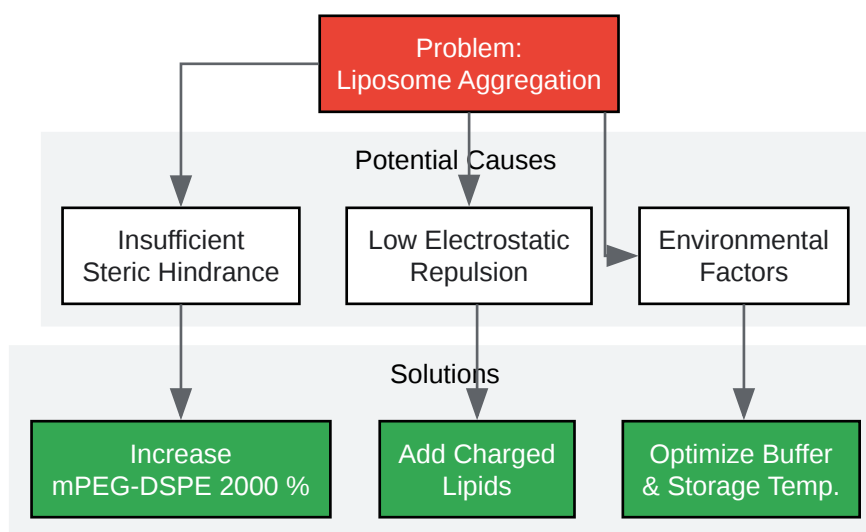 Problem:
Liposome Aggregation
Potential Causes
Insufficient
Steric Hindrance
Low Electrostatic
Repulsion
Environmental
Factors
Solutions
Increase
mPEG-DSPE 2000 %
Add Charged
Lipids
Optimize Buffer
& Storage Temp.